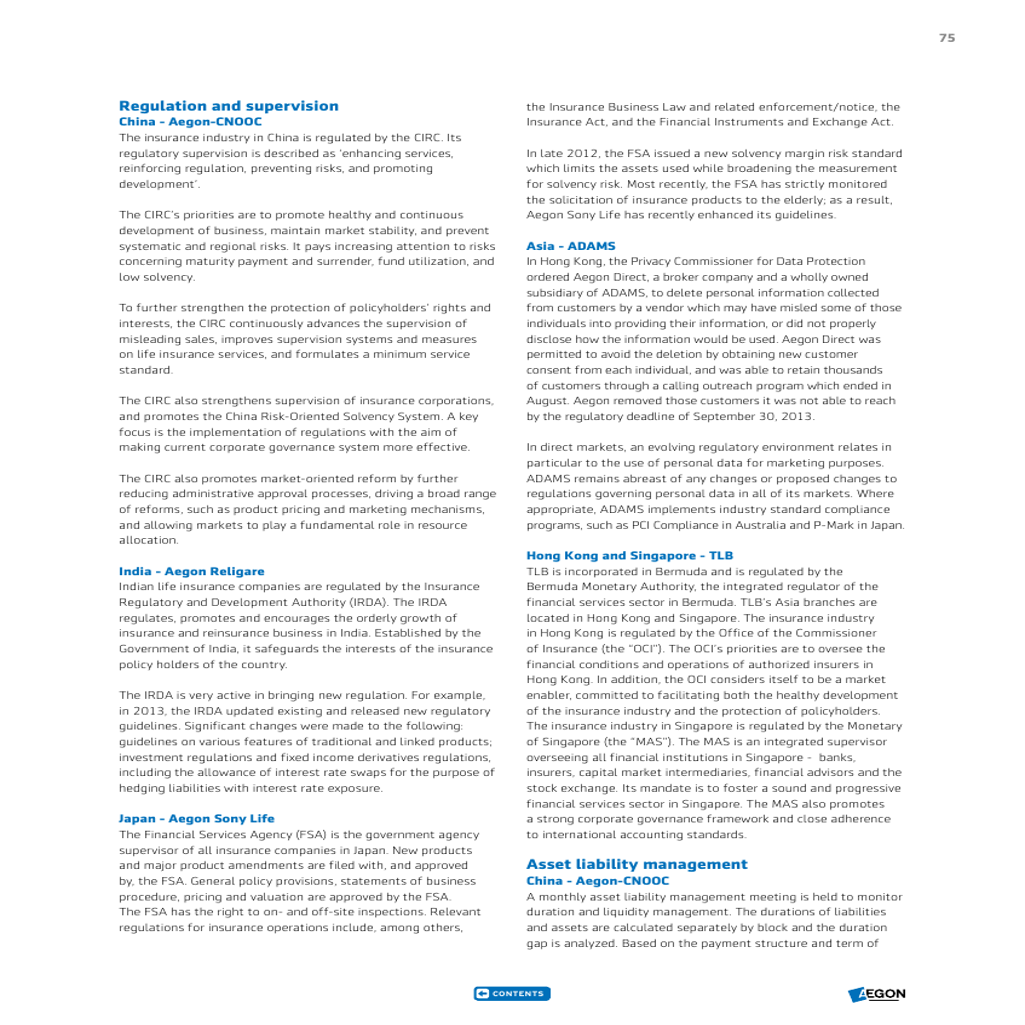 75
Regulation and supervision
China – Aegon-CNOOC
The insurance industry in China is regulated by the CIRC. Its
regulatory supervision is described as ‘enhancing services,
reinforcing regulation, preventing risks, and promoting
development’.
The CIRC’s priorities are to promote healthy and continuous
development of business, maintain market stability, and prevent
systematic and regional risks. It pays increasing attention to risks
concerning maturity payment and surrender, fund utilization, and
low solvency.
To further strengthen the protection of policyholders’ rights and
interests, the CIRC continuously advances the supervision of
misleading sales, improves supervision systems and measures
on life insurance services, and formulates a minimum service
standard.
The CIRC also strengthens supervision of insurance corporations,
and promotes the China Risk-Oriented Solvency System. A key
focus is the implementation of regulations with the aim of
making current corporate governance system more effective.
The CIRC also promotes market-oriented reform by further
reducing administrative approval processes, driving a broad range
of reforms, such as product pricing and marketing mechanisms,
and allowing markets to play a fundamental role in resource
allocation.
India – Aegon Religare
Indian life insurance companies are regulated by the Insurance
Regulatory and Development Authority (IRDA). The IRDA
regulates, promotes and encourages the orderly growth of
insurance and reinsurance business in India. Established by the
Government of India, it safeguards the interests of the insurance
policy holders of the country.
The IRDA is very active in bringing new regulation. For example,
in 2013, the IRDA updated existing and released new regulatory
guidelines. Significant changes were made to the following:
guidelines on various features of traditional and linked products;
investment regulations and fixed income derivatives regulations,
including the allowance of interest rate swaps for the purpose of
hedging liabilities with interest rate exposure.
Japan – Aegon Sony Life
The Financial Services Agency (FSA) is the government agency
supervisor of all insurance companies in Japan. New products
and major product amendments are filed with, and approved
by, the FSA. General policy provisions, statements of business
procedure, pricing and valuation are approved by the FSA.
The FSA has the right to on- and off-site inspections. Relevant
regulations for insurance operations include, among others,
the Insurance Business Law and related enforcement/notice, the
Insurance Act, and the Financial Instruments and Exchange Act.
In late 2012, the FSA issued a new solvency margin risk standard
which limits the assets used while broadening the measurement
for solvency risk. Most recently, the FSA has strictly monitored
the solicitation of insurance products to the elderly; as a result,
Aegon Sony Life has recently enhanced its guidelines.
Asia – ADAMS
In Hong Kong, the Privacy Commissioner for Data Protection
ordered Aegon Direct, a broker company and a wholly owned
subsidiary of ADAMS, to delete personal information collected
from customers by a vendor which may have misled some of those
individuals into providing their information, or did not properly
disclose how the information would be used. Aegon Direct was
permitted to avoid the deletion by obtaining new customer
consent from each individual, and was able to retain thousands
of customers through a calling outreach program which ended in
August. Aegon removed those customers it was not able to reach
by the regulatory deadline of September 30, 2013.
In direct markets, an evolving regulatory environment relates in
particular to the use of personal data for marketing purposes.
ADAMS remains abreast of any changes or proposed changes to
regulations governing personal data in all of its markets. Where
appropriate, ADAMS implements industry standard compliance
programs, such as PCI Compliance in Australia and P-Mark in Japan.
Hong Kong and Singapore – TLB
TLB is incorporated in Bermuda and is regulated by the
Bermuda Monetary Authority, the integrated regulator of the
financial services sector in Bermuda. TLB’s Asia branches are
located in Hong Kong and Singapore. The insurance industry
in Hong Kong is regulated by the Office of the Commissioner
of Insurance (the “OCI”). The OCI’s priorities are to oversee the
financial conditions and operations of authorized insurers in
Hong Kong. In addition, the OCI considers itself to be a market
enabler, committed to facilitating both the healthy development
of the insurance industry and the protection of policyholders.
The insurance industry in Singapore is regulated by the Monetary
of Singapore (the “MAS”). The MAS is an integrated supervisor
overseeing all financial institutions in Singapore – banks,
insurers, capital market intermediaries, financial advisors and the
stock exchange. Its mandate is to foster a sound and progressive
financial services sector in Singapore. The MAS also promotes
a strong corporate governance framework and close adherence
to international accounting standards.
Asset liability management
China – Aegon-CNOOC
A monthly asset liability management meeting is held to monitor
duration and liquidity management. The durations of liabilities
and assets are calculated separately by block and the duration
gap is analyzed. Based on the payment structure and term of
CONTENTS
AEGON